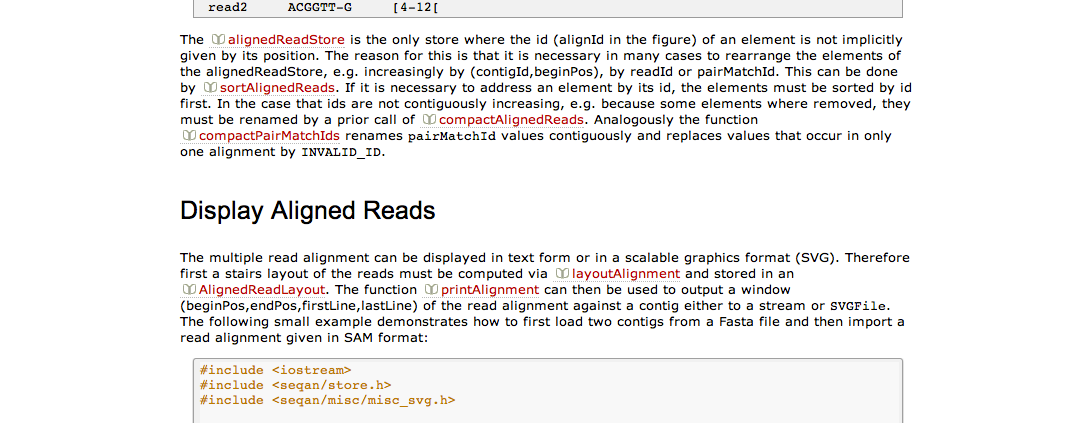 read2 ACGGTT-G [4-12[
The alignedReadStore is the only store where the id (alignId in the figure) of an element is not implicitly
given by its position. The reason for this is that it is necessary in many cases to rearrange the elements of
the alignedReadStore, e.g. increasingly by (contigId,beginPos), by readId or pairMatchId. This can be done
by sortAlignedReads. If it is necessary to address an element by its id, the elements must be sorted by id
first. In the case that ids are not contiguously increasing, e.g. because some elements where removed, they
must be renamed by a prior call of compactAlignedReads. Analogously the function
compactPairMatchIds renames pairMatchId values contiguously and replaces values that occur in only
one alignment by INVALID_ID.
Display Aligned Reads
The multiple read alignment can be displayed in text form or in a scalable graphics format (SVG). Therefore
first a stairs layout of the reads must be computed via layoutAlignment and stored in an
AlignedReadLayout. The function printAlignment can then be used to output a window
(beginPos,endPos,firstLine,lastLine) of the read alignment against a contig either to a stream or SVGFile.
The following small example demonstrates how to first load two contigs from a Fasta file and then import a
read alignment given in SAM format:
#include <iostream>
#include <seqan/store.h>
#include <seqan/misc/misc_svg.h>